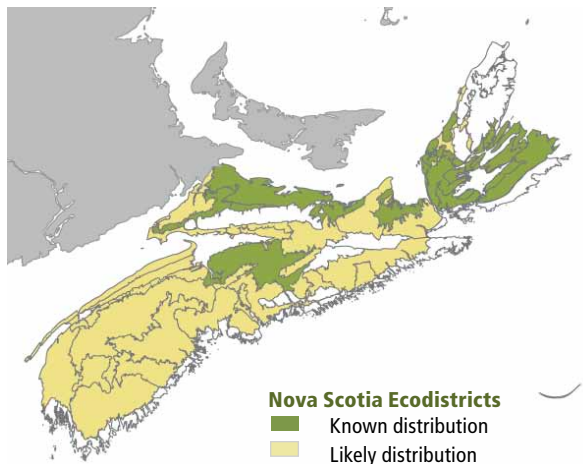 Nova Scotia Ecodistricts
Known distribution
Likely distribution